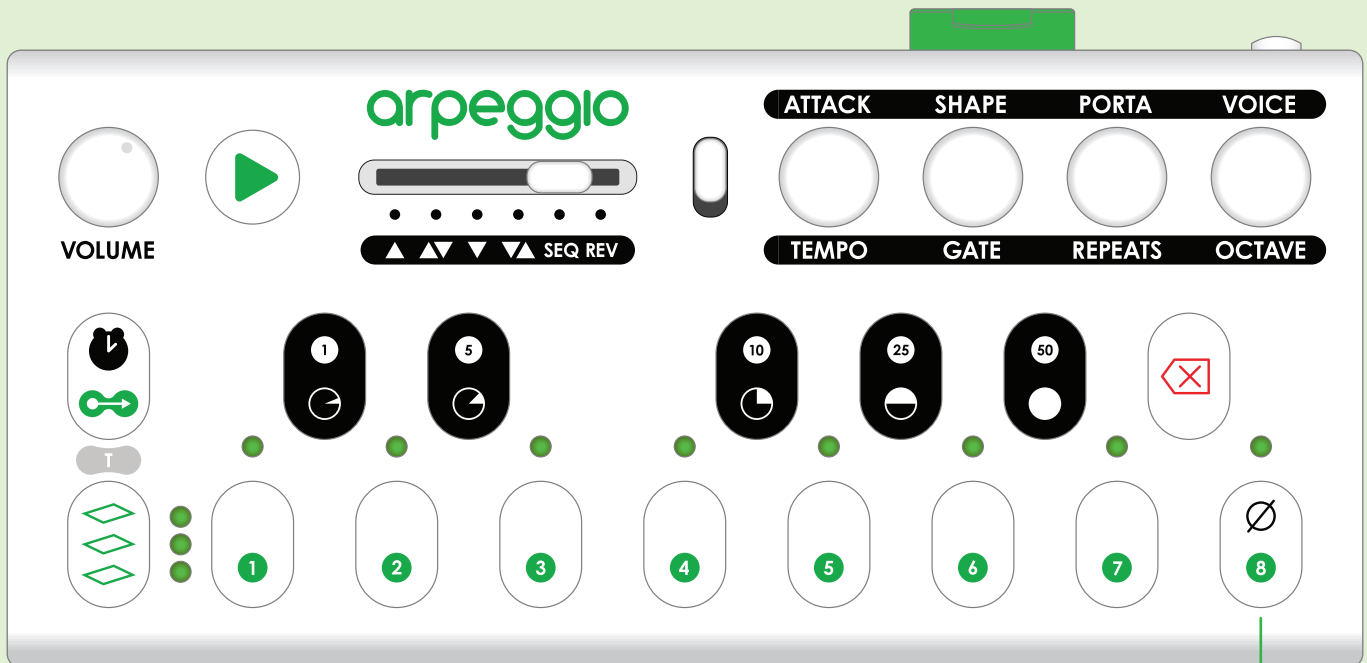 arpeggio
ATTACK SHAPE PORTA VOICE
VOLUME
SEQ REV
TEMPO GATE REPEATS OCTAVE
1 5 10 25 50
T
Ø
1 2 3 4 5 6 7 8